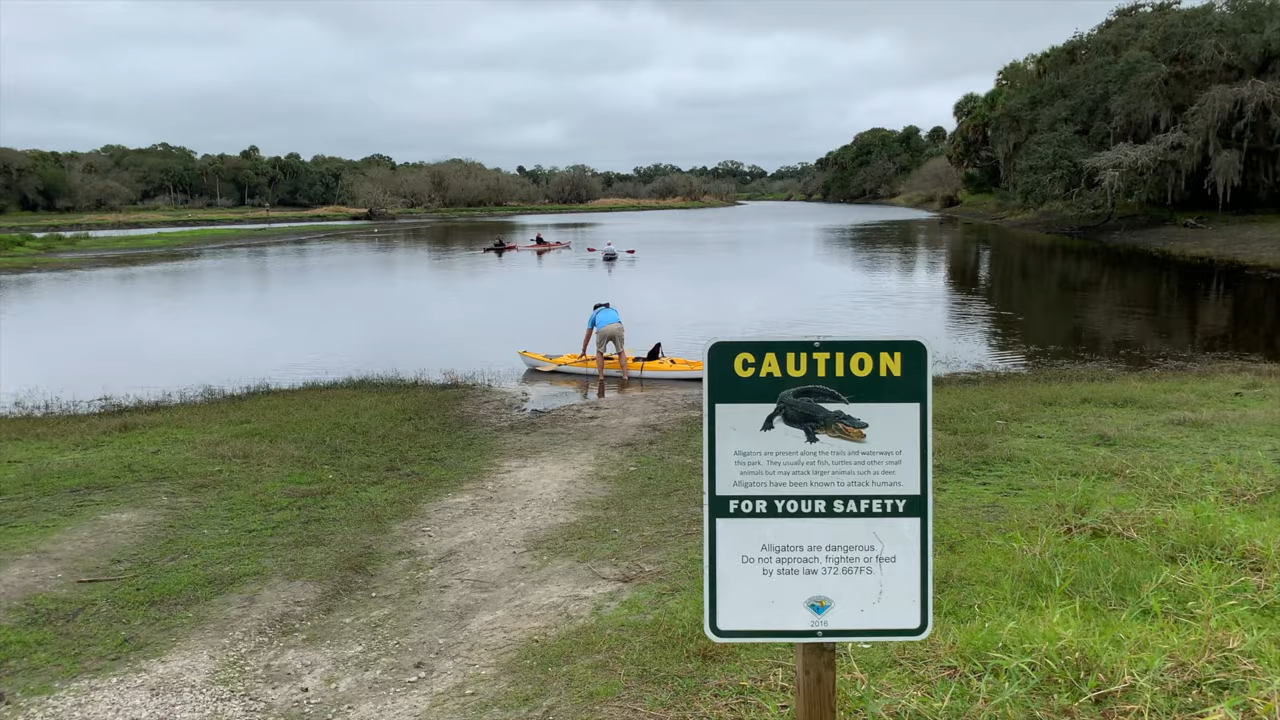 CAUTION
Alligators are present along the trails and waterways of
this park. They usually eat fish, turtles and other small
animals but may attack larger animals such as deer.
Alligators have been known to attack humans.
FOR YOUR SAFETY
Alligators are dangerous.
Do not approach, frighten or feed
by state law 372.667FS.
2016